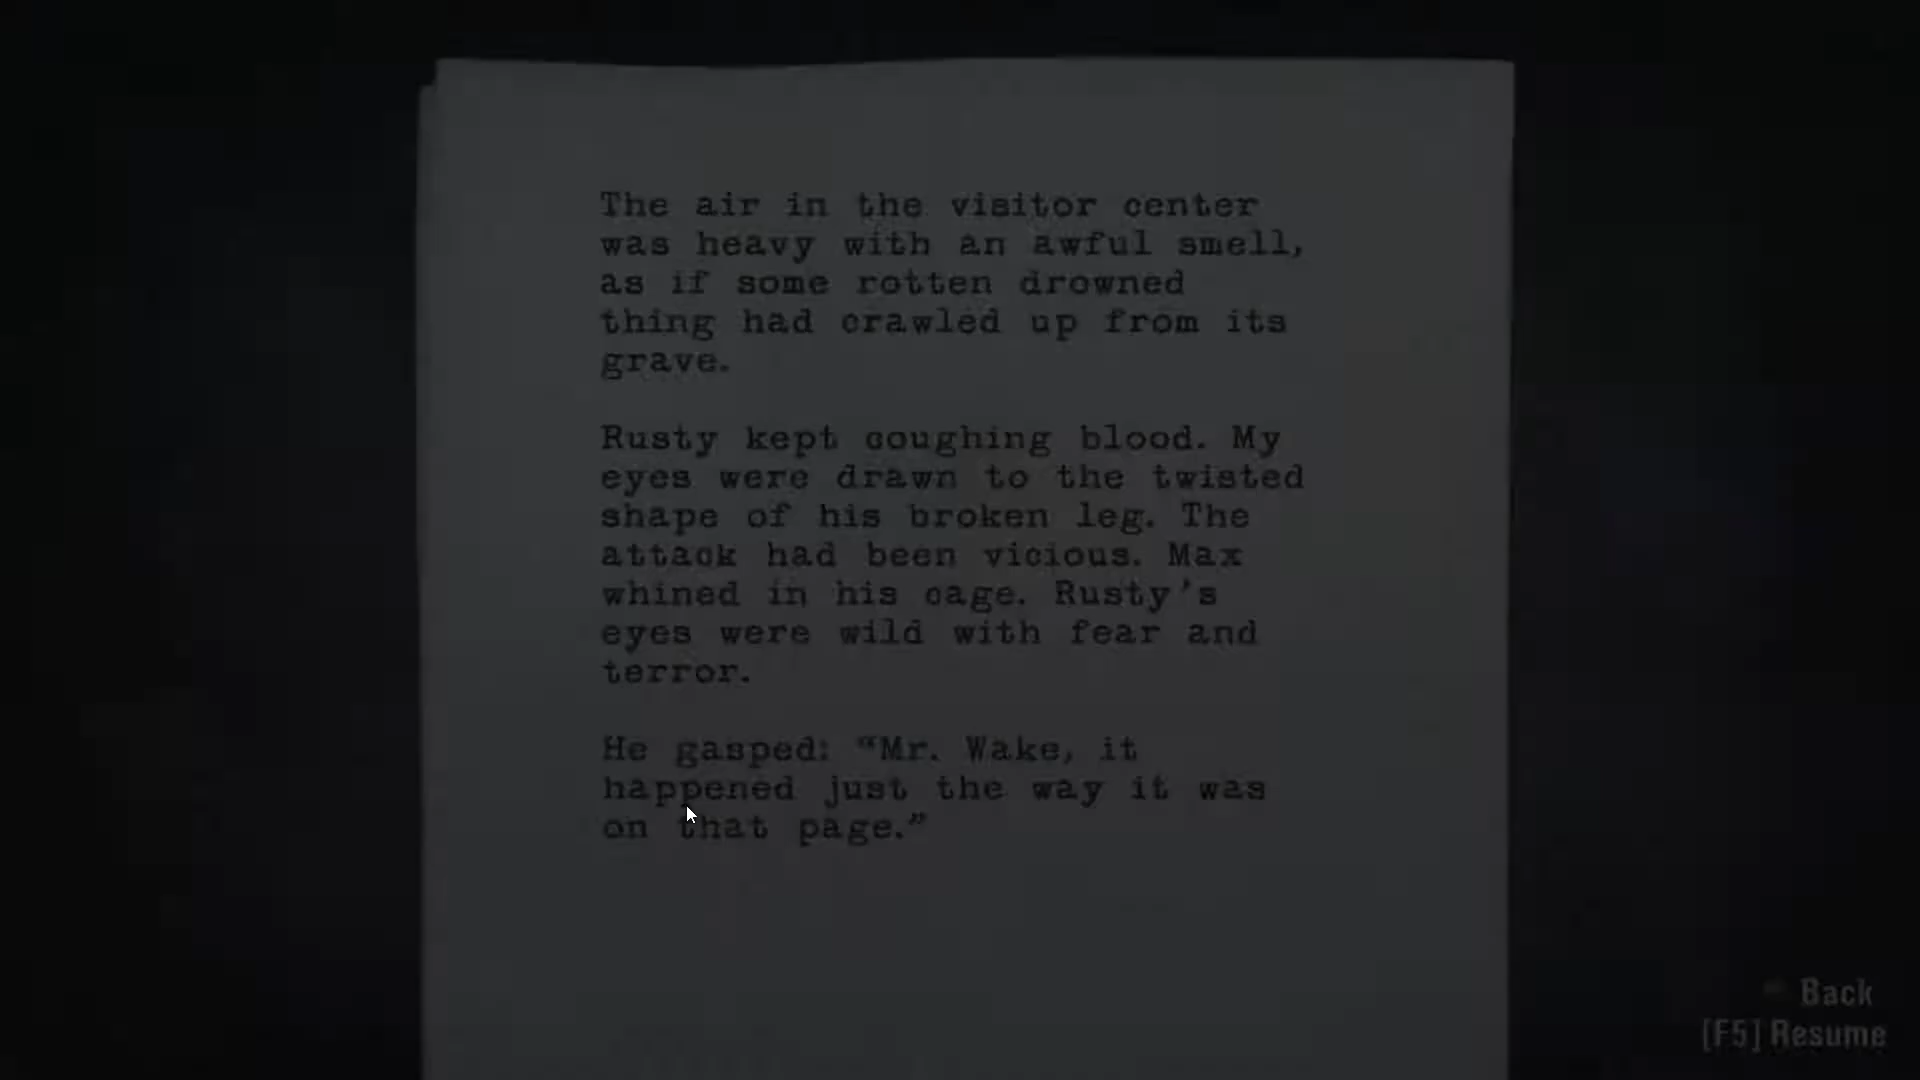 The air in the visitor center
was heavy with an awful smell,
as if some rotten drowned
thing had crawled up from its
grave.
Rusty kept coughing blood. My
eyes were drawn to the twisted
shape of his broken leg. The
attack had been vicious. Max
whined in his cage. Rusty’s
eyes were wild with fear and
terror.
He gasped: “Mr. Wake, it
happened just the way it was
on that page.”
Back
[F5] Resume